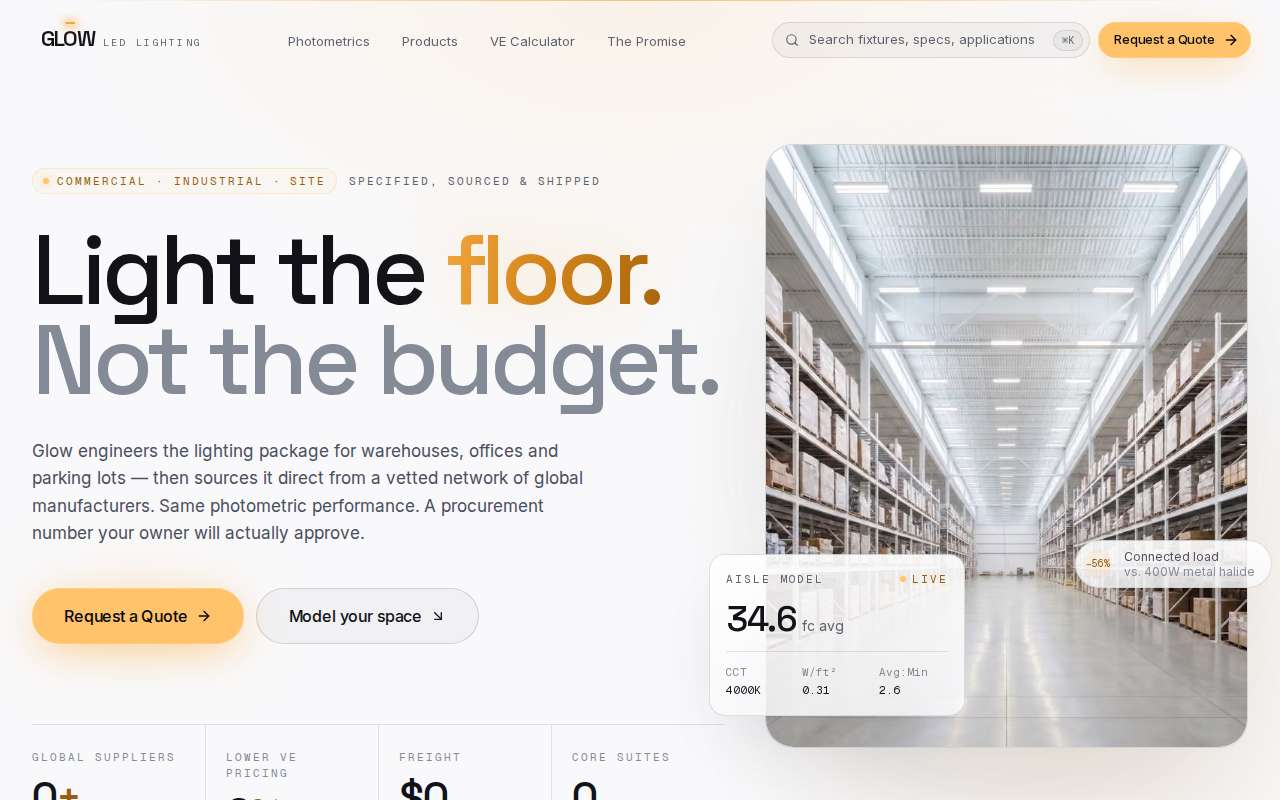 GLOW LED LIGHTING
Photometrics
Products
VE Calculator
The Promise
Search fixtures, specs, applications
⌘K
Request a Quote →
COMMERCIAL · INDUSTRIAL · SITE
SPECIFIED, SOURCED & SHIPPED
Light the floor.
Not the budget.
Glow engineers the lighting package for warehouses, offices and
parking lots — then sources it direct from a vetted network of global
manufacturers. Same photometric performance. A procurement
number your owner will actually approve.
Request a Quote →
Model your space ↘
AISLE MODEL
LIVE
34.6 fc avg
CCT
W/ft²
Avg:Min
4000K
0.31
2.6
−56%
Connected load
vs. 400W metal halide
GLOBAL SUPPLIERS
0+
LOWER VE
PRICING
FREIGHT
$0
CORE SUITES
0